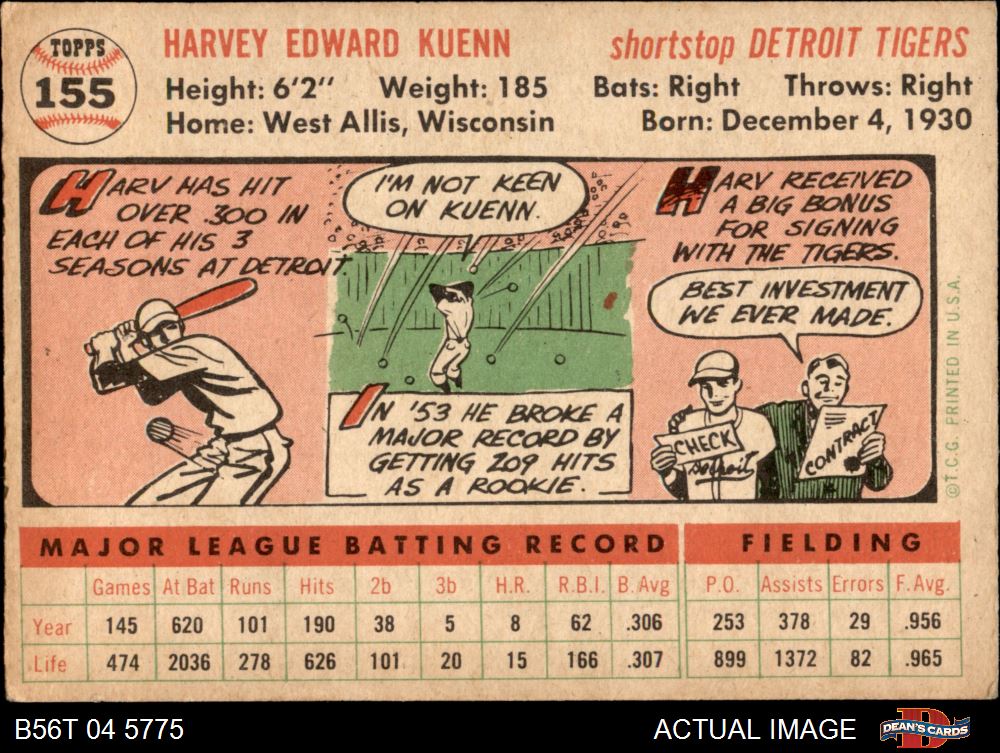 TOPPS
155
HARVEY EDWARD KUENN
shortstop DETROIT TIGERS
Height: 6'2" Weight: 185 Bats: Right Throws: Right
Home: West Allis, Wisconsin Born: December 4, 1930
HARV HAS HIT
OVER .300 IN
EACH OF HIS 3
SEASONS AT DETROIT.
I'M NOT KEEN
ON KUENN.
IN '53 HE BROKE A
MAJOR RECORD BY
GETTING 209 HITS
AS A ROOKIE.
HARV RECEIVED
A BIG BONUS
FOR SIGNING
WITH THE TIGERS.
BEST INVESTMENT
WE EVER MADE.
CHECK
Detroit
CONTRACT
©T.C.G. PRINTED IN U.S.A.
MAJOR LEAGUE BATTING RECORD FIELDING
Games At Bat Runs Hits 2b 3b H.R. R.B.I. B. Avg P.O. Assists Errors F. Avg.
Year 145 620 101 190 38 5 8 62 .306 253 378 29 .956
Life 474 2036 278 626 101 20 15 166 .307 899 1372 82 .965
B56T 04 5775 ACTUAL IMAGE DEAN'S CARDS